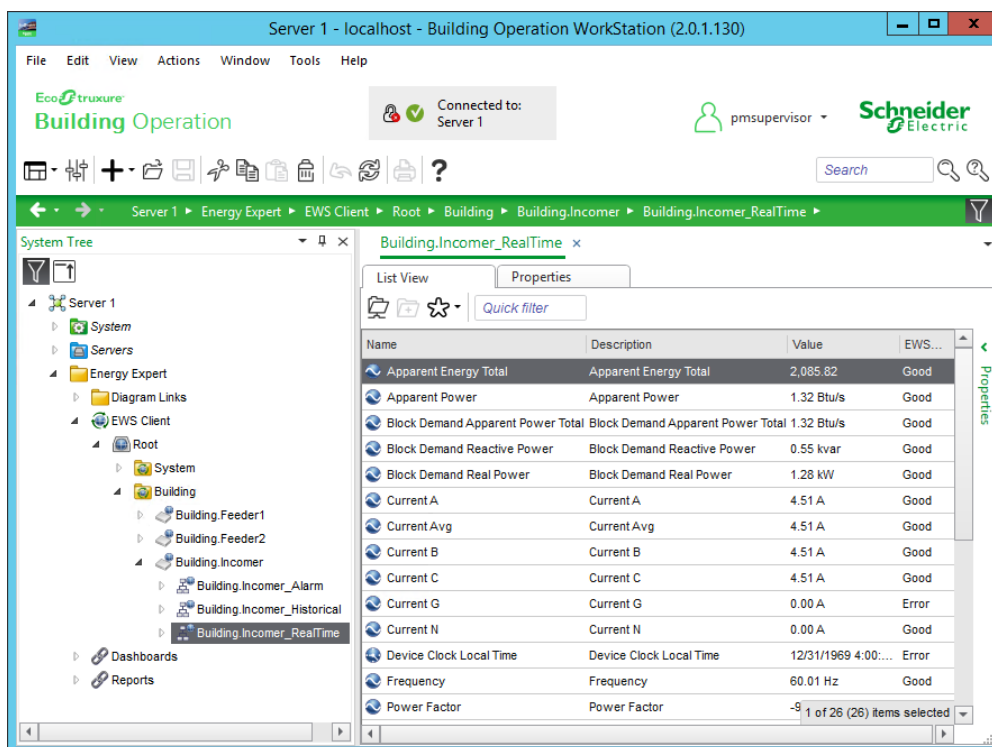 Server 1 - localhost - Building Operation WorkStation (2.0.1.130)
File Edit View Actions Window Tools Help
EcoStruxure
Building Operation
Connected to:
Server 1
pmsupervisor
Schneider
Electric
Search
Server 1 Energy Expert EWS Client Root Building Building.Incomer Building.Incomer_RealTime
System Tree
Server 1
System
Servers
Energy Expert
Diagram Links
EWS Client
Root
System
Building
Building.Feeder1
Building.Feeder2
Building.Incomer
Building.Incomer_Alarm
Building.Incomer_Historical
Building.Incomer_RealTime
Dashboards
Reports
Building.Incomer_RealTime
List View Properties
Quick filter
Name Description Value EWS...
Apparent Energy Total Apparent Energy Total 2,085.82 Good
Apparent Power Apparent Power 1.32 Btu/s Good
Block Demand Apparent Power Total Block Demand Apparent Power Total 1.32 Btu/s Good
Block Demand Reactive Power Block Demand Reactive Power 0.55 kvar Good
Block Demand Real Power Block Demand Real Power 1.28 kW Good
Current A Current A 4.51 A Good
Current Avg Current Avg 4.51 A Good
Current B Current B 4.51 A Good
Current C Current C 4.51 A Good
Current G Current G 0.00 A Error
Current N Current N 0.00 A Good
Device Clock Local Time Device Clock Local Time 12/31/1969 4:00:... Error
Frequency Frequency 60.01 Hz Good
Power Factor Power Factor
1 of 26 (26) items selected
Properties